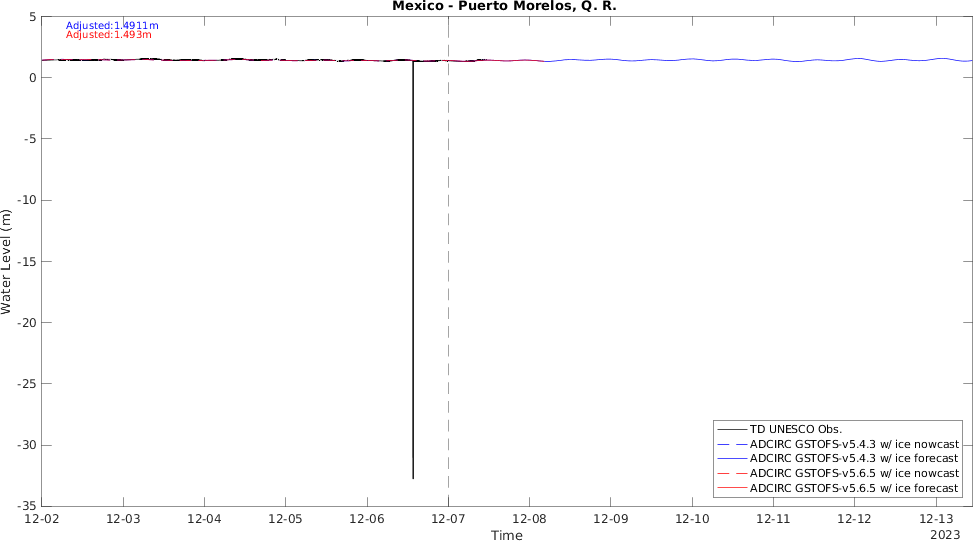 Mexico - Puerto Morelos, Q. R.
Adjusted:1.4911m
Adjusted:1.493m
5
0
-5
-10
-15
-20
-25
-30
-35
Water Level (m)
TD UNESCO Obs.
ADCIRC GSTOFS-v5.4.3 w/ ice nowcast
ADCIRC GSTOFS-v5.4.3 w/ ice forecast
ADCIRC GSTOFS-v5.6.5 w/ ice nowcast
ADCIRC GSTOFS-v5.6.5 w/ ice forecast
12-02 12-03 12-04 12-05 12-06 12-07 12-08 12-09 12-10 12-11 12-12 12-13
Time
2023